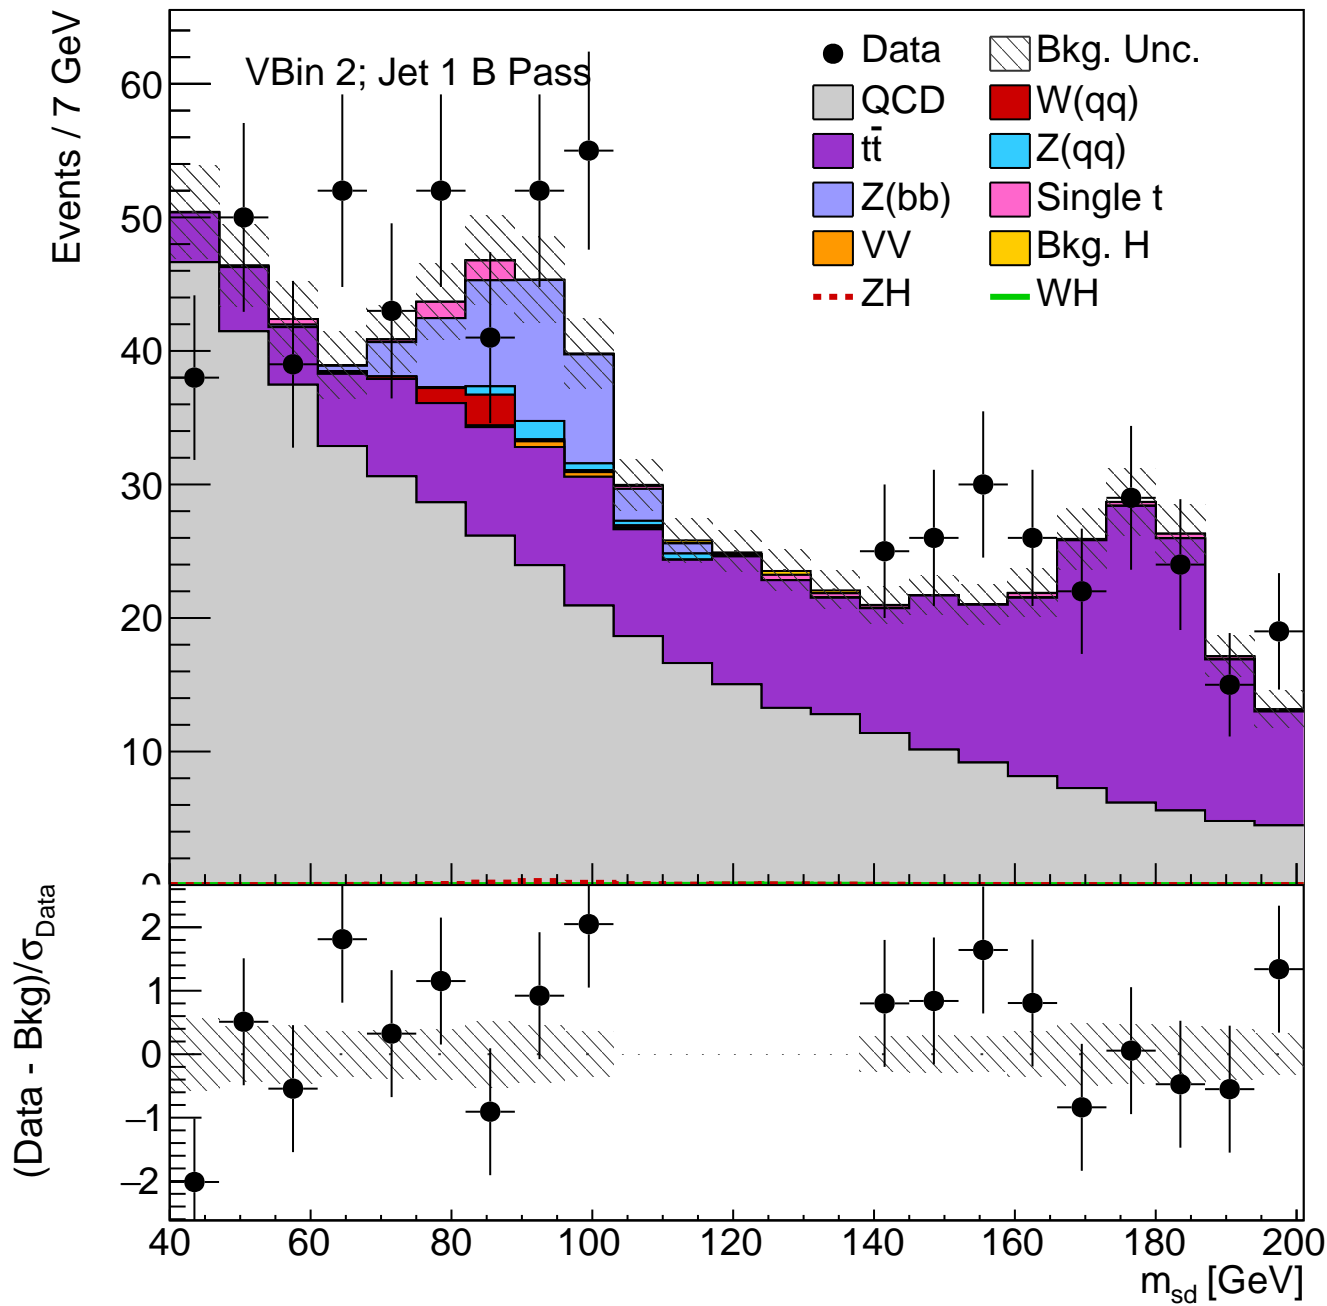 Events / 7 GeV
VBin 2; Jet 1 B Pass
Data
Bkg. Unc.
QCD
W(qq)
tt̄
Z(qq)
Z(bb)
Single t
VV
Bkg. H
ZH
WH
60
50
40
30
20
10
0
(Data - Bkg)/σData
2
1
0
−1
−2
40 60 80 100 120 140 160 180 200
msd [GeV]